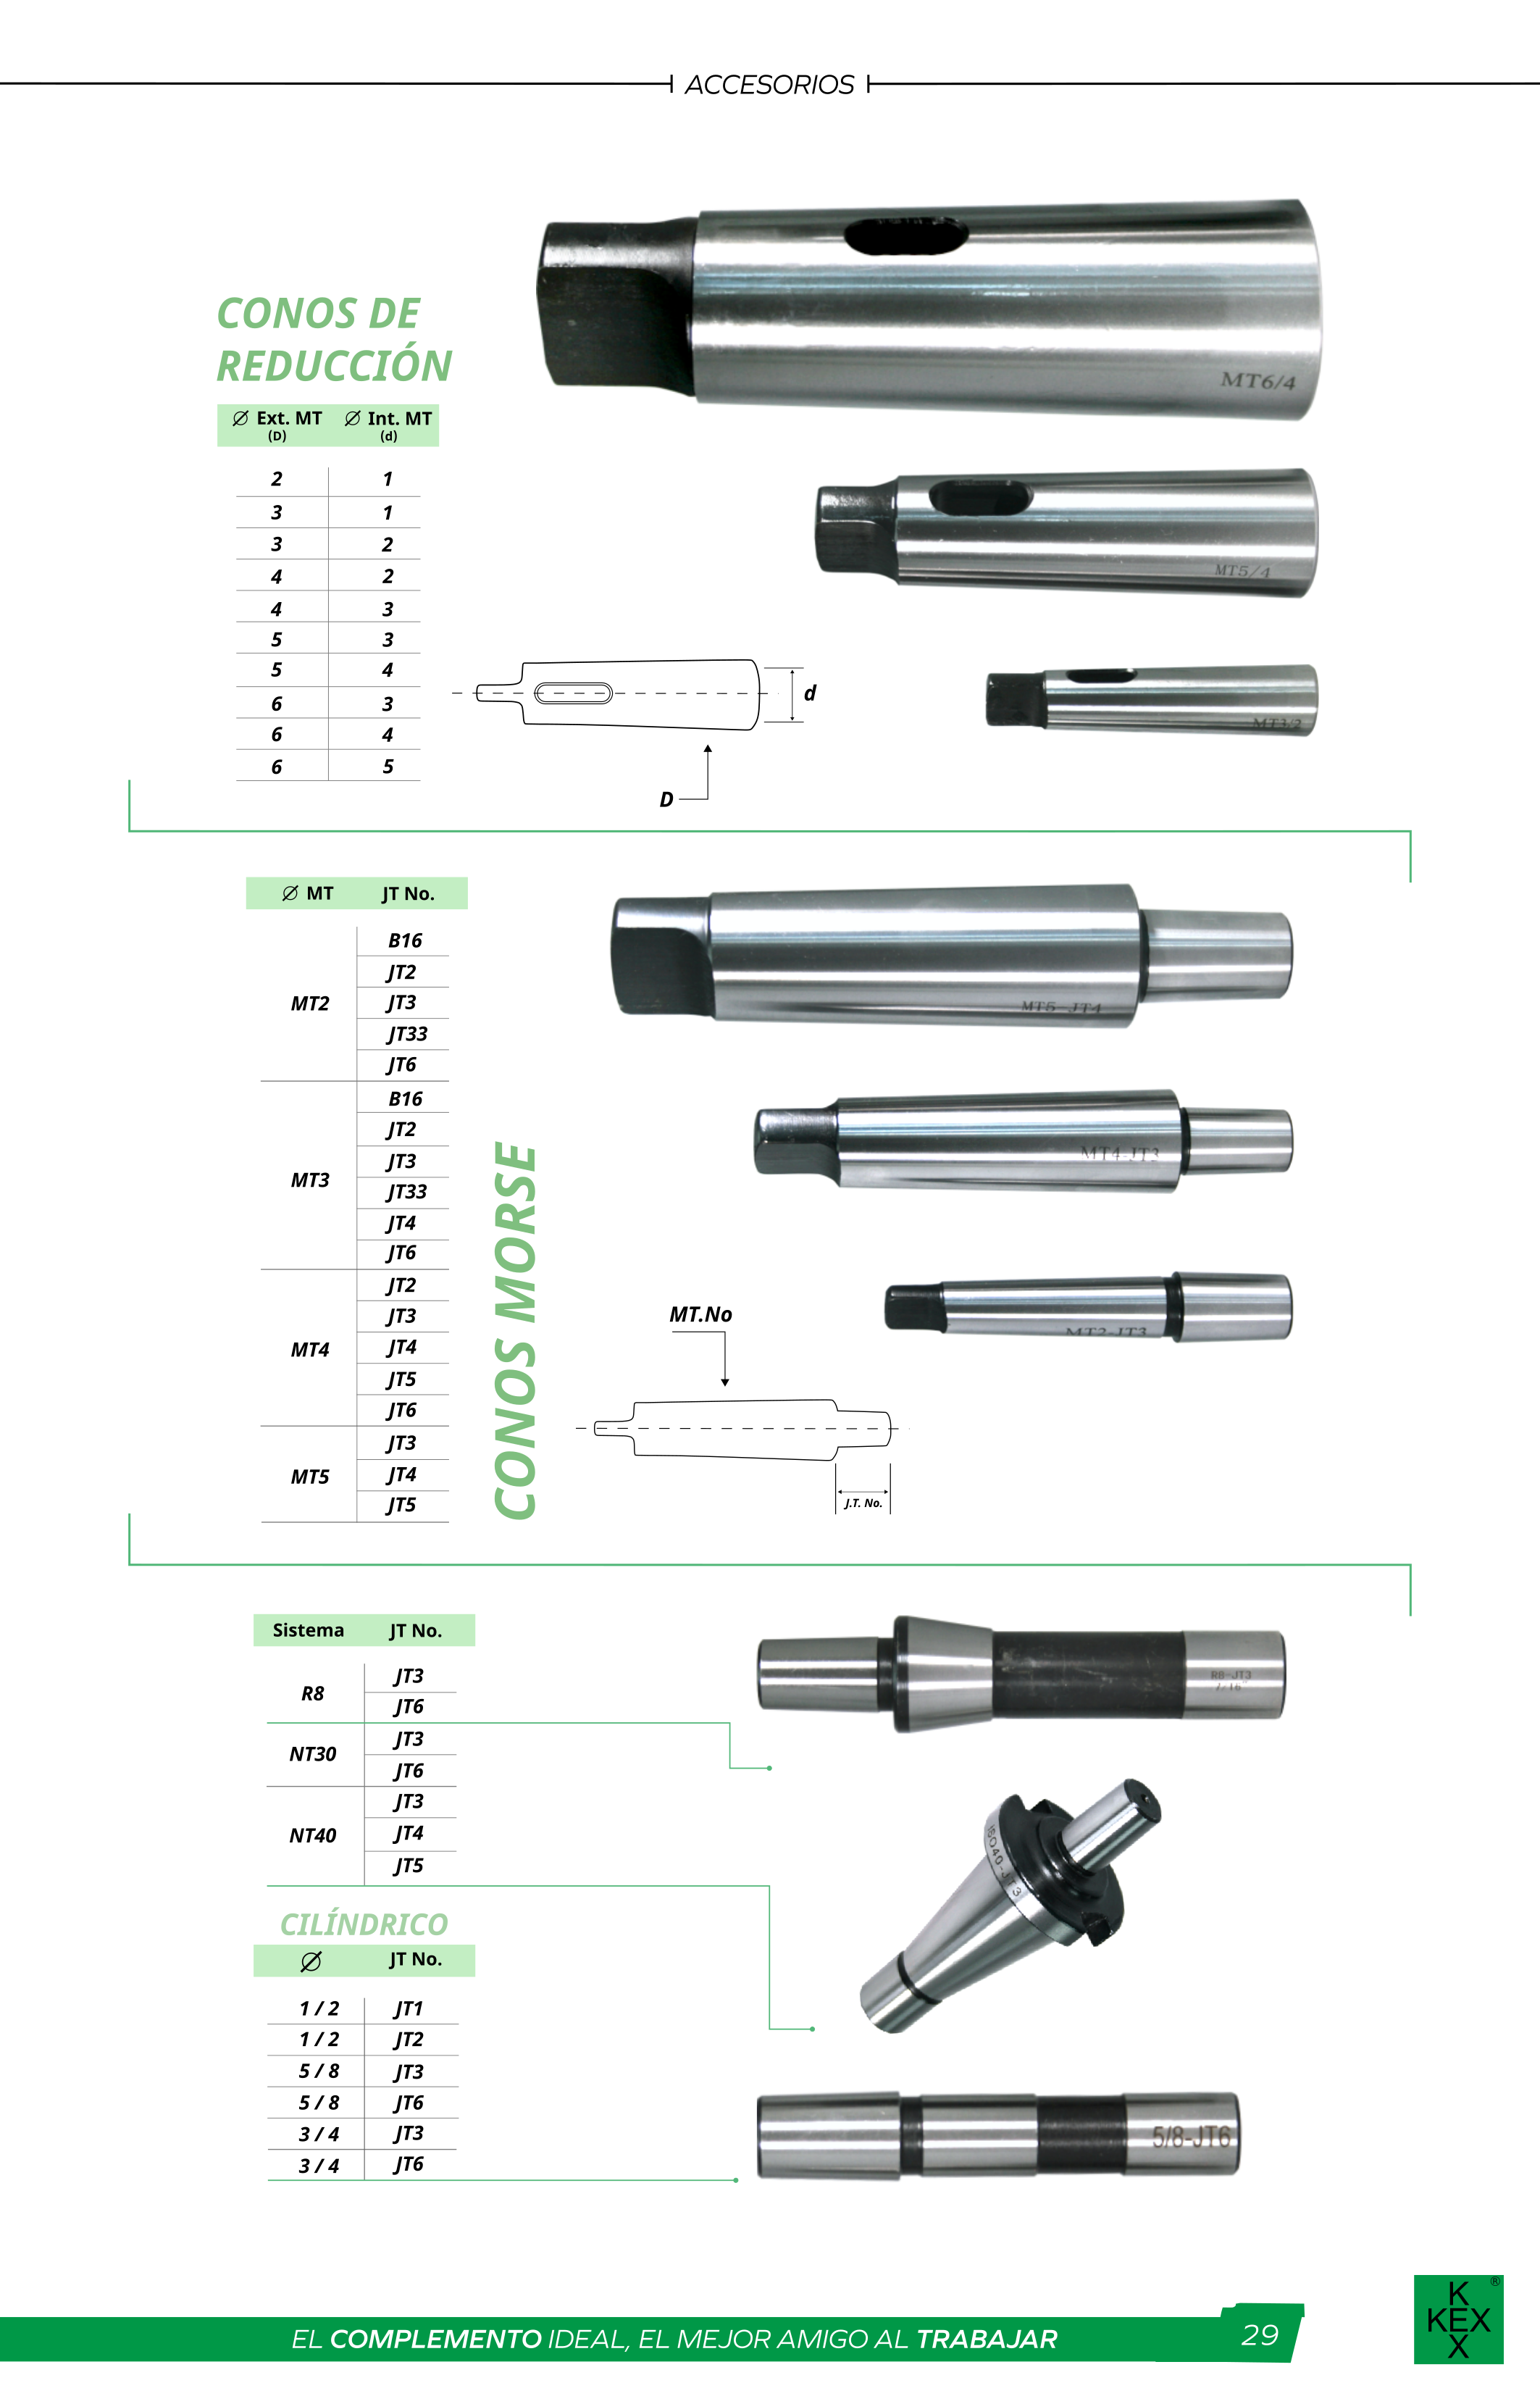 ACCESORIOS
CONOS DE
REDUCCIÓN
∅ Ext. MT ∅ Int. MT
(D) (d)
2 1
3 1
3 2
4 2
4 3
5 3
5 4
6 3
6 4
6 5
MT6/4
MT5/4
MT3/2
d
D
∅ MT JT No.
MT2
B16
JT2
JT3
JT33
JT6
MT3
B16
JT2
JT3
JT33
JT4
JT6
MT4
JT2
JT3
JT4
JT5
JT6
MT5
JT3
JT4
JT5
CONOS MORSE
MT5-JT4
MT4-JT3
MT2-JT3
MT.No
J.T. No.
Sistema JT No.
R8
JT3
JT6
NT30
JT3
JT6
NT40
JT3
JT4
JT5
R8-JT3
7/16"
ISO40-JT3
CILÍNDRICO
∅ JT No.
1 / 2 JT1
1 / 2 JT2
5 / 8 JT3
5 / 8 JT6
3 / 4 JT3
3 / 4 JT6
5/8-JT6
EL COMPLEMENTO IDEAL, EL MEJOR AMIGO AL TRABAJAR
29
K
KEX
X
®